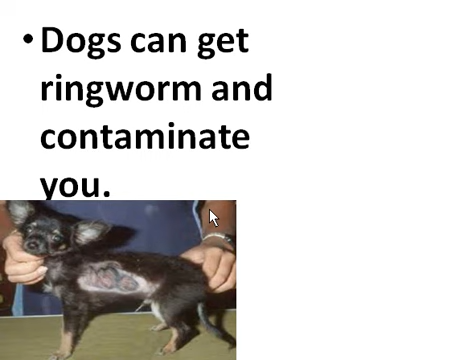 • Dogs can get
ringworm and
contaminate
you.